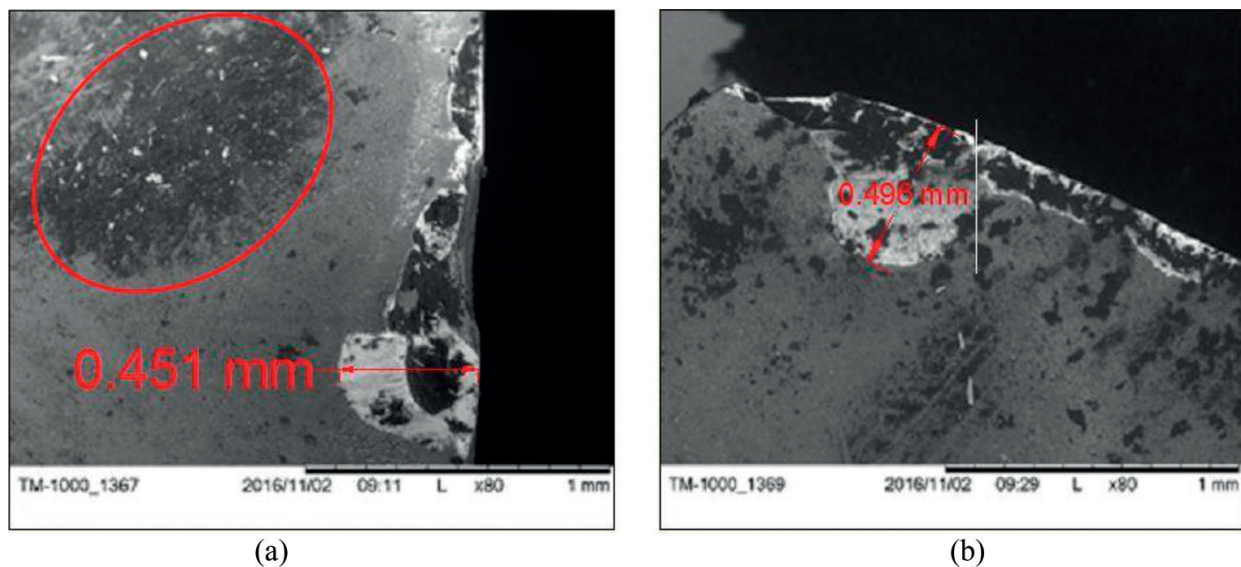 0.451 mm
TM-1000_1367 2016/11/02 09:11 L x80 1 mm
(a)
0.496 mm
TM-1000_1369 2016/11/02 09:29 L x80 1 mm
(b)